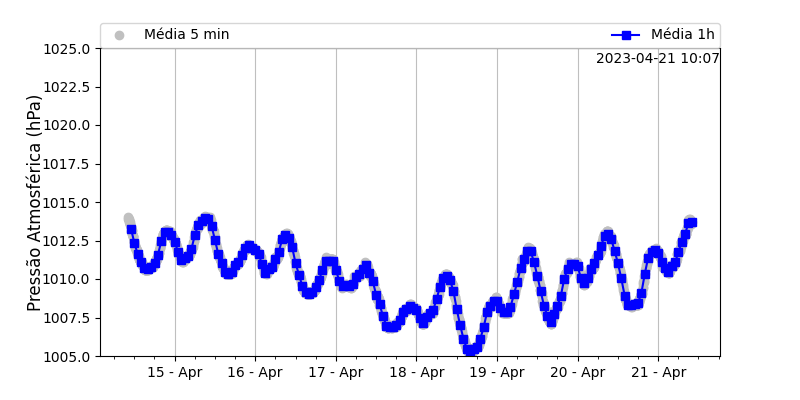 Média 5 min
Média 1h
2023-04-21 10:07
Pressão Atmosférica (hPa)
1025.0
1022.5
1020.0
1017.5
1015.0
1012.5
1010.0
1007.5
1005.0
15 - Apr
16 - Apr
17 - Apr
18 - Apr
19 - Apr
20 - Apr
21 - Apr